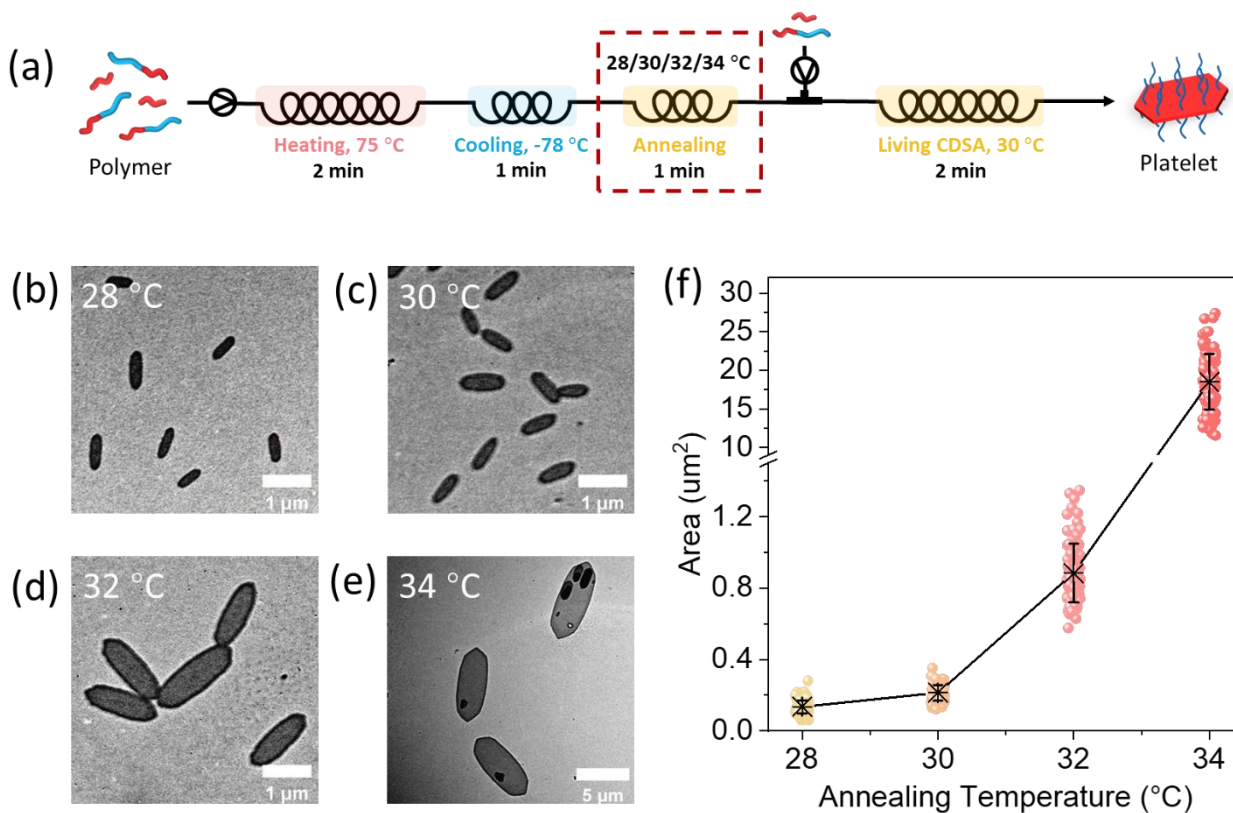 (a)
Polymer
Heating, 75 °C
2 min
Cooling, -78 °C
1 min
28/30/32/34 °C
Annealing
1 min
Living CDSA, 30 °C
2 min
Platelet
(b)
28 °C
1 μm
(c)
30 °C
1 μm
(d)
32 °C
1 μm
(e)
34 °C
5 μm
(f)
Area (um²)
30
25
20
15
10
1.2
0.8
0.4
0.0
28
30
32
34
Annealing Temperature (°C)